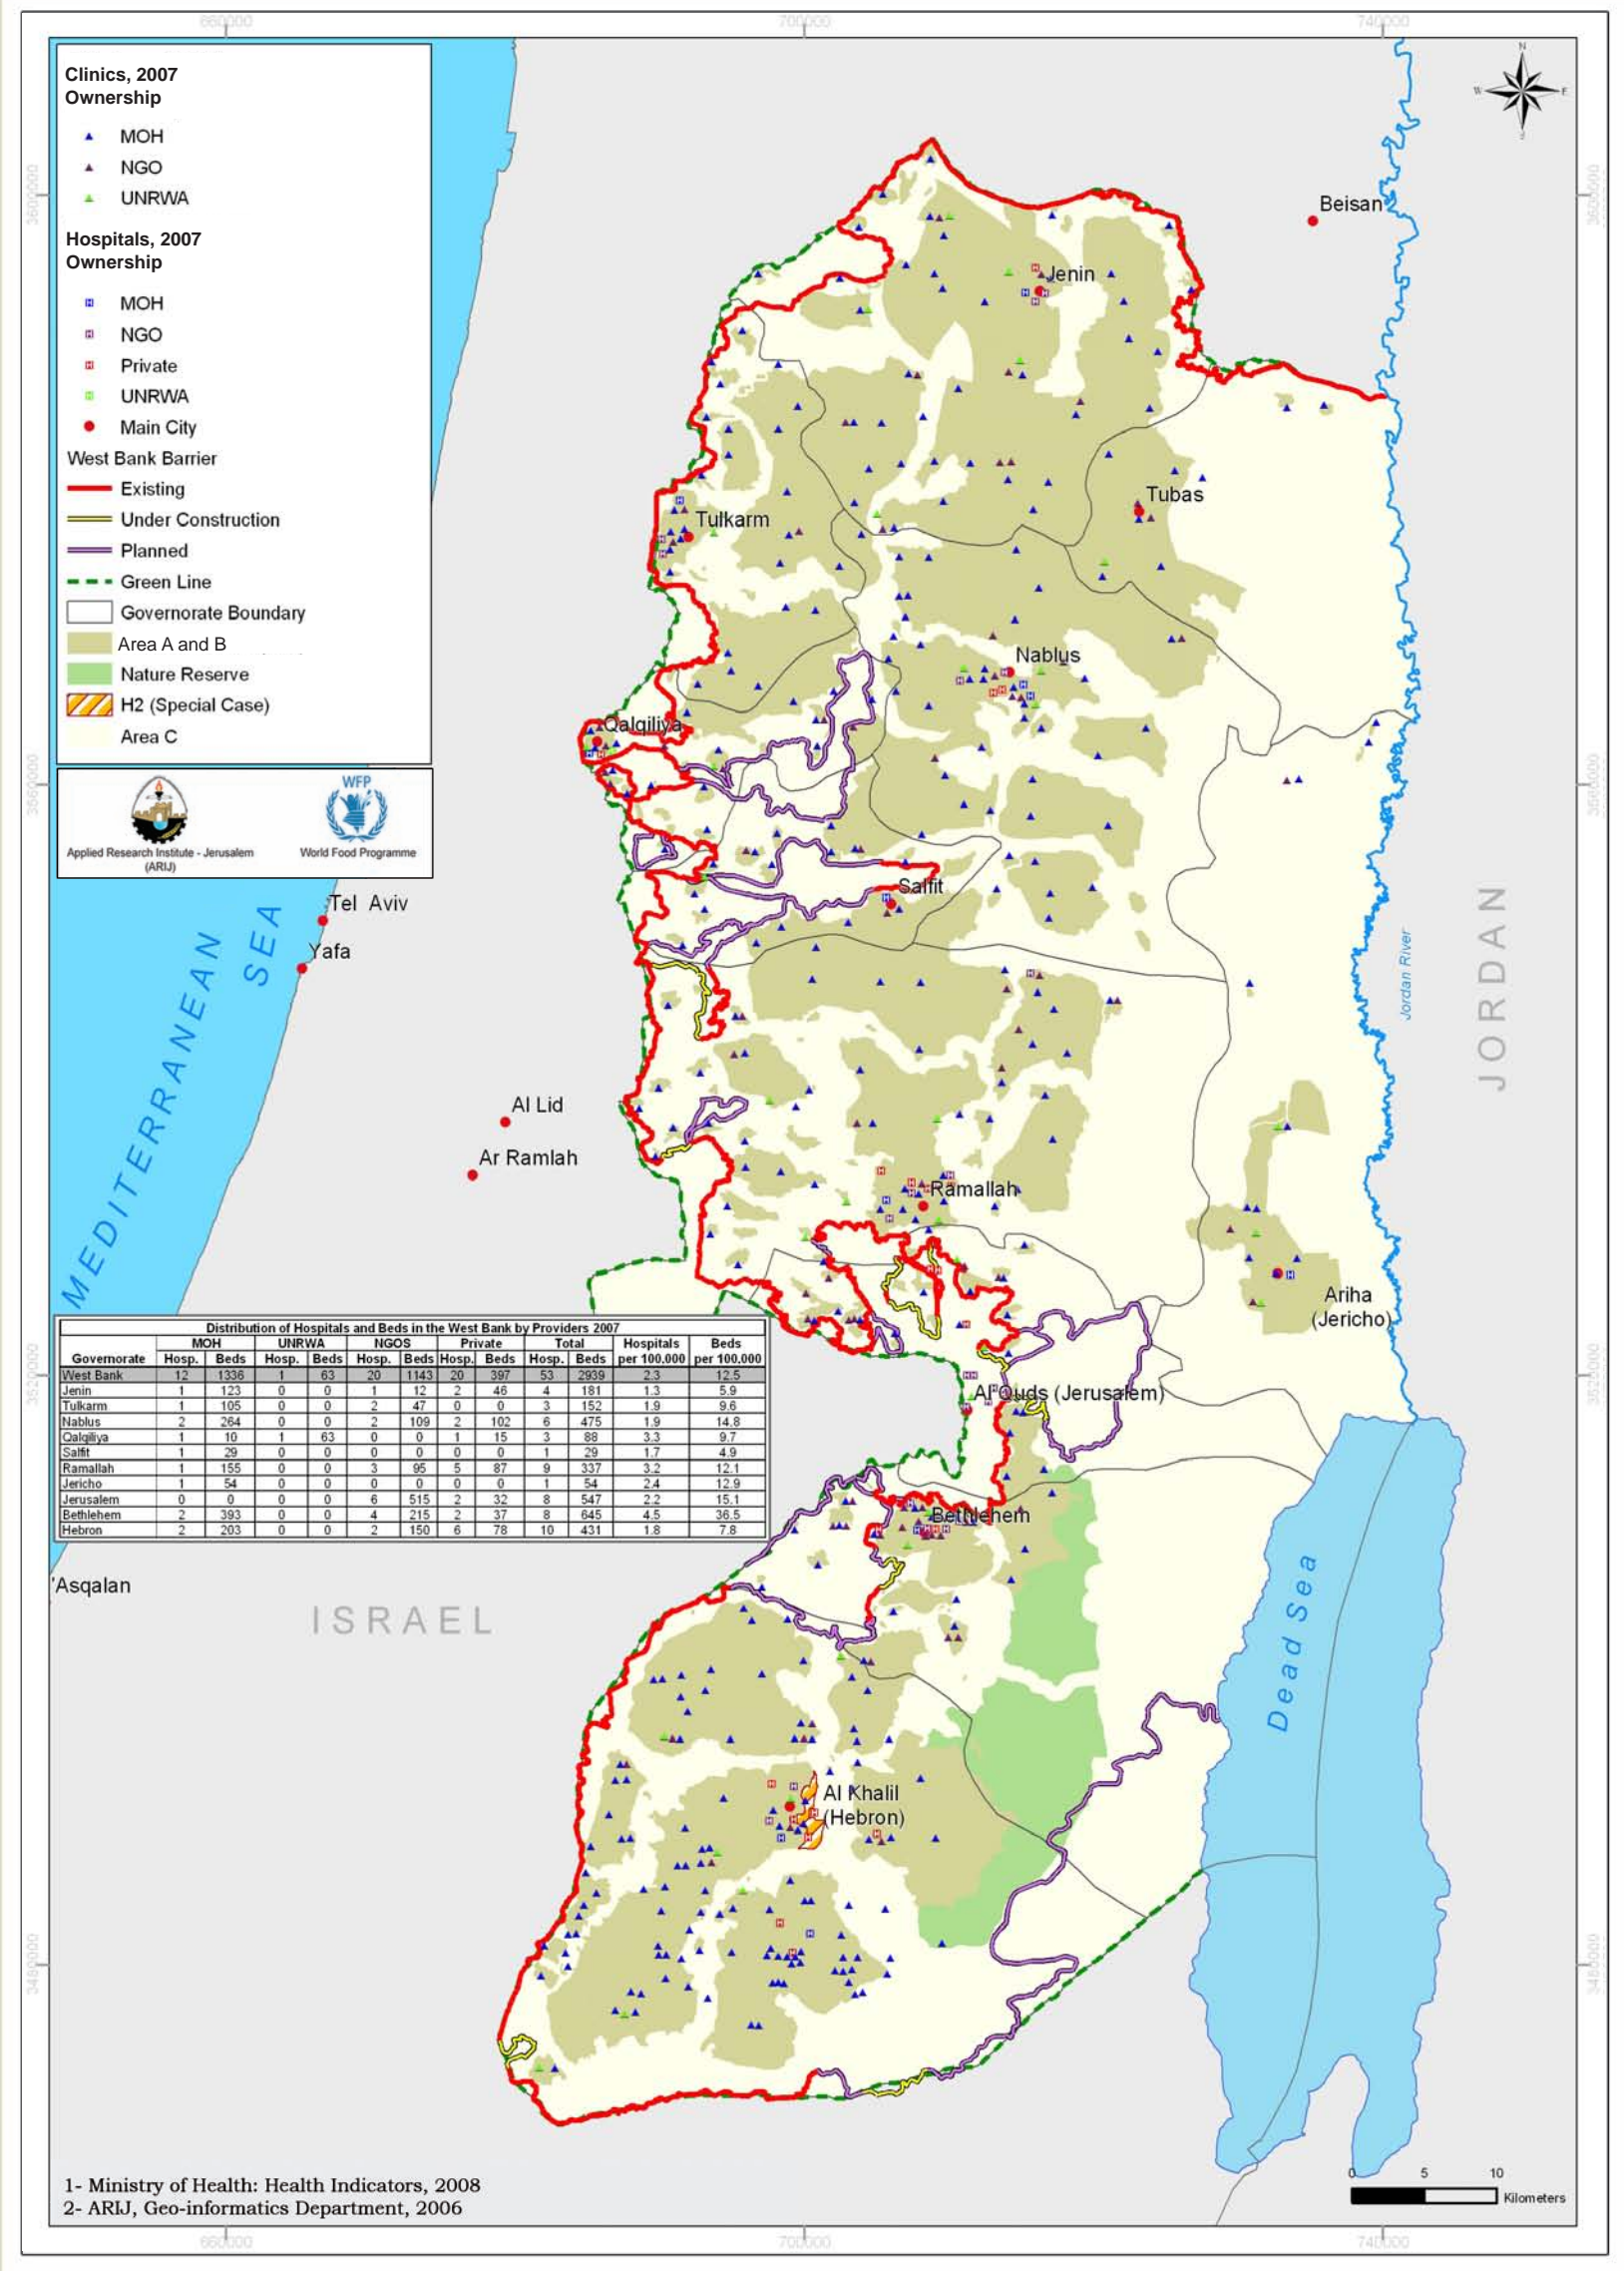 660000
700000
740000
Clinics, 2007
Ownership
MOH
NGO
UNRWA
Hospitals, 2007
Ownership
MOH
NGO
Private
UNRWA
Main City
West Bank Barrier
Existing
Under Construction
Planned
Green Line
Governorate Boundary
Area A and B
Nature Reserve
H2 (Special Case)
Area C
Applied Research Institute - Jerusalem
(ARIJ)
WFP
World Food Programme
N
W
E
3600000
3600000
Beisan
Jenin
Tubas
Tulkarm
Nablus
Qalqiliya
3560000
3560000
Salfit
Tel Aviv
Yafa
MEDITERRANEAN
SEA
Jordan River
JORDAN
Al Lid
Ar Ramlah
Ramallah
Ariha
(Jericho)
3520000
3520000
Al Quds (Jerusalem)
Distribution of Hospitals and Beds in the West Bank by Providers 2007
MOH UNRWA NGOS Private Total Hospitals Beds
Governorate Hosp. Beds Hosp. Beds Hosp. Beds Hosp. Beds Hosp. Beds per 100.000 per 100.000
West Bank 12 1336 1 63 20 1143 20 397 53 2939 2.3 12.5
Jenin 1 123 0 0 1 12 2 46 4 181 1.3 5.9
Tulkarm 1 105 0 0 2 47 0 0 3 152 1.9 9.6
Nablus 2 264 0 0 2 109 2 102 6 475 1.9 14.8
Qalqiliya 1 10 1 63 0 0 1 15 3 88 3.3 9.7
Salfit 1 29 0 0 0 0 0 0 1 29 1.7 4.9
Ramallah 1 155 0 0 3 95 5 87 9 337 3.2 12.1
Jericho 1 54 0 0 0 0 0 0 1 54 2.4 12.9
Jerusalem 0 0 0 0 6 515 2 32 8 547 2.2 15.1
Bethlehem 2 393 0 0 4 215 2 37 8 645 4.5 36.5
Hebron 2 203 0 0 2 150 6 78 10 431 1.8 7.8
Bethlehem
'Asqalan
ISRAEL
Dead Sea
Al Khalil
(Hebron)
3480000
3480000
1- Ministry of Health: Health Indicators, 2008
2- ARIJ, Geo-informatics Department, 2006
0 5 10
Kilometers
660000
700000
740000